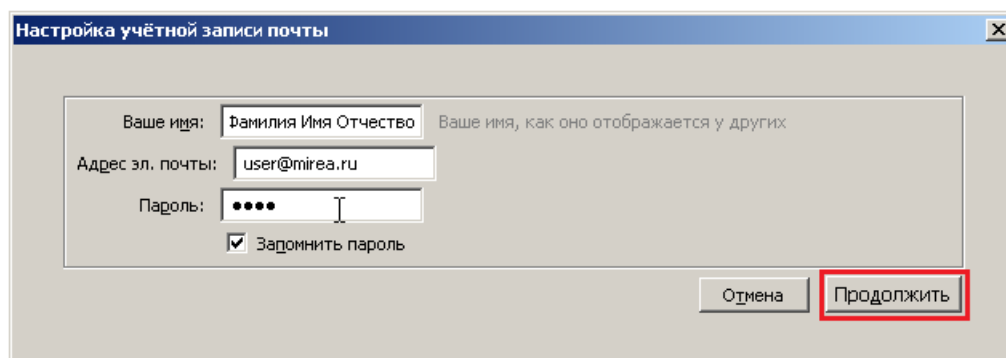 Настройка учётной записи почты
Ваше имя: Фамилия Имя Отчество Ваше имя, как оно отображается у других
Адрес эл. почты: user@mirea.ru
Пароль: ●●●●
Запомнить пароль
Отмена Продолжить